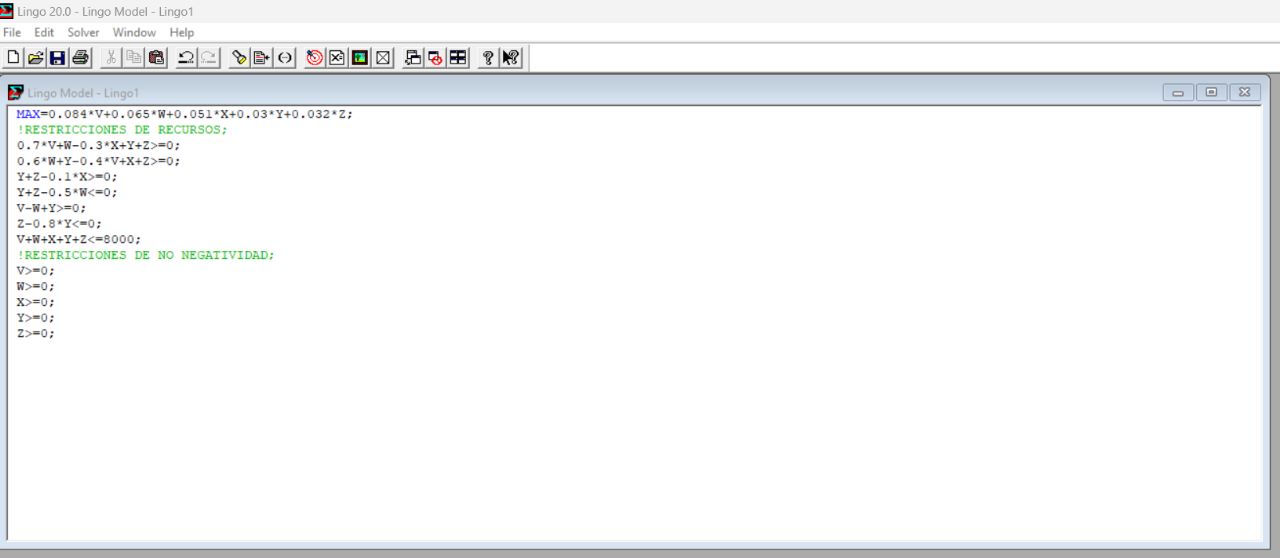 Lingo 20.0 - Lingo Model - Lingo1
File Edit Solver Window Help
Lingo Model - Lingo1
MAX=0.084*V+0.065*W+0.051*X+0.03*Y+0.032*Z;
!RESTRICCIONES DE RECURSOS;
0.7*V+W-0.3*X+Y+Z>=0;
0.6*W+Y-0.4*V+X+Z>=0;
Y+Z-0.1*X>=0;
Y+Z-0.5*W<=0;
V-W+Y>=0;
Z-0.8*Y<=0;
V+W+X+Y+Z<=8000;
!RESTRICCIONES DE NO NEGATIVIDAD;
V>=0;
W>=0;
X>=0;
Y>=0;
Z>=0;